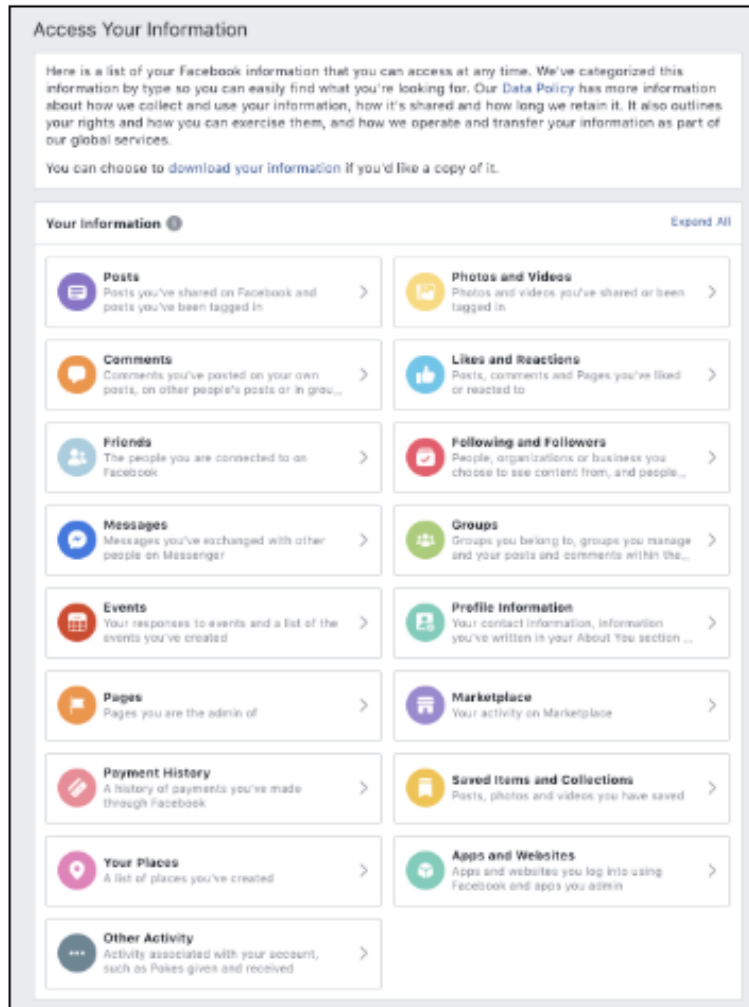 Access Your Information
Here is a list of your Facebook information that you can access at any time. We've categorized this
information by type so you can easily find what you're looking for. Our Data Policy has more information
about how we collect and use your information, how it's shared and how long we retain it. It also outlines
your rights and how you can exercise them, and how we operate and transfer your information as part of
our global services.
You can choose to download your information if you'd like a copy of it.
Your Information
Expand All
Posts
Posts you've shared on Facebook and
posts you've been tagged in
Photos and Videos
Photos and videos you've shared or been
tagged in
Comments
Comments you've posted on your own
posts, on other people's posts or in grou...
Likes and Reactions
Posts, comments and Pages you've liked
or reacted to
Friends
The people you are connected to on
Facebook
Following and Followers
People, organizations or business you
choose to see content from, and people...
Messages
Messages you've exchanged with other
people on Messenger
Groups
Groups you belong to, groups you manage
and your posts and comments within the...
Events
Your responses to events and a list of the
events you've created
Profile Information
Your contact information, information
you've written in your About You section ...
Pages
Pages you are the admin of
Marketplace
Your activity on Marketplace
Payment History
A history of payments you've made
through Facebook
Saved Items and Collections
Posts, photos and videos you have saved
Your Places
A list of places you've created
Apps and Websites
Apps and websites you log into using
Facebook and apps you admin
Other Activity
Activity associated with your account,
such as Pokes given and received